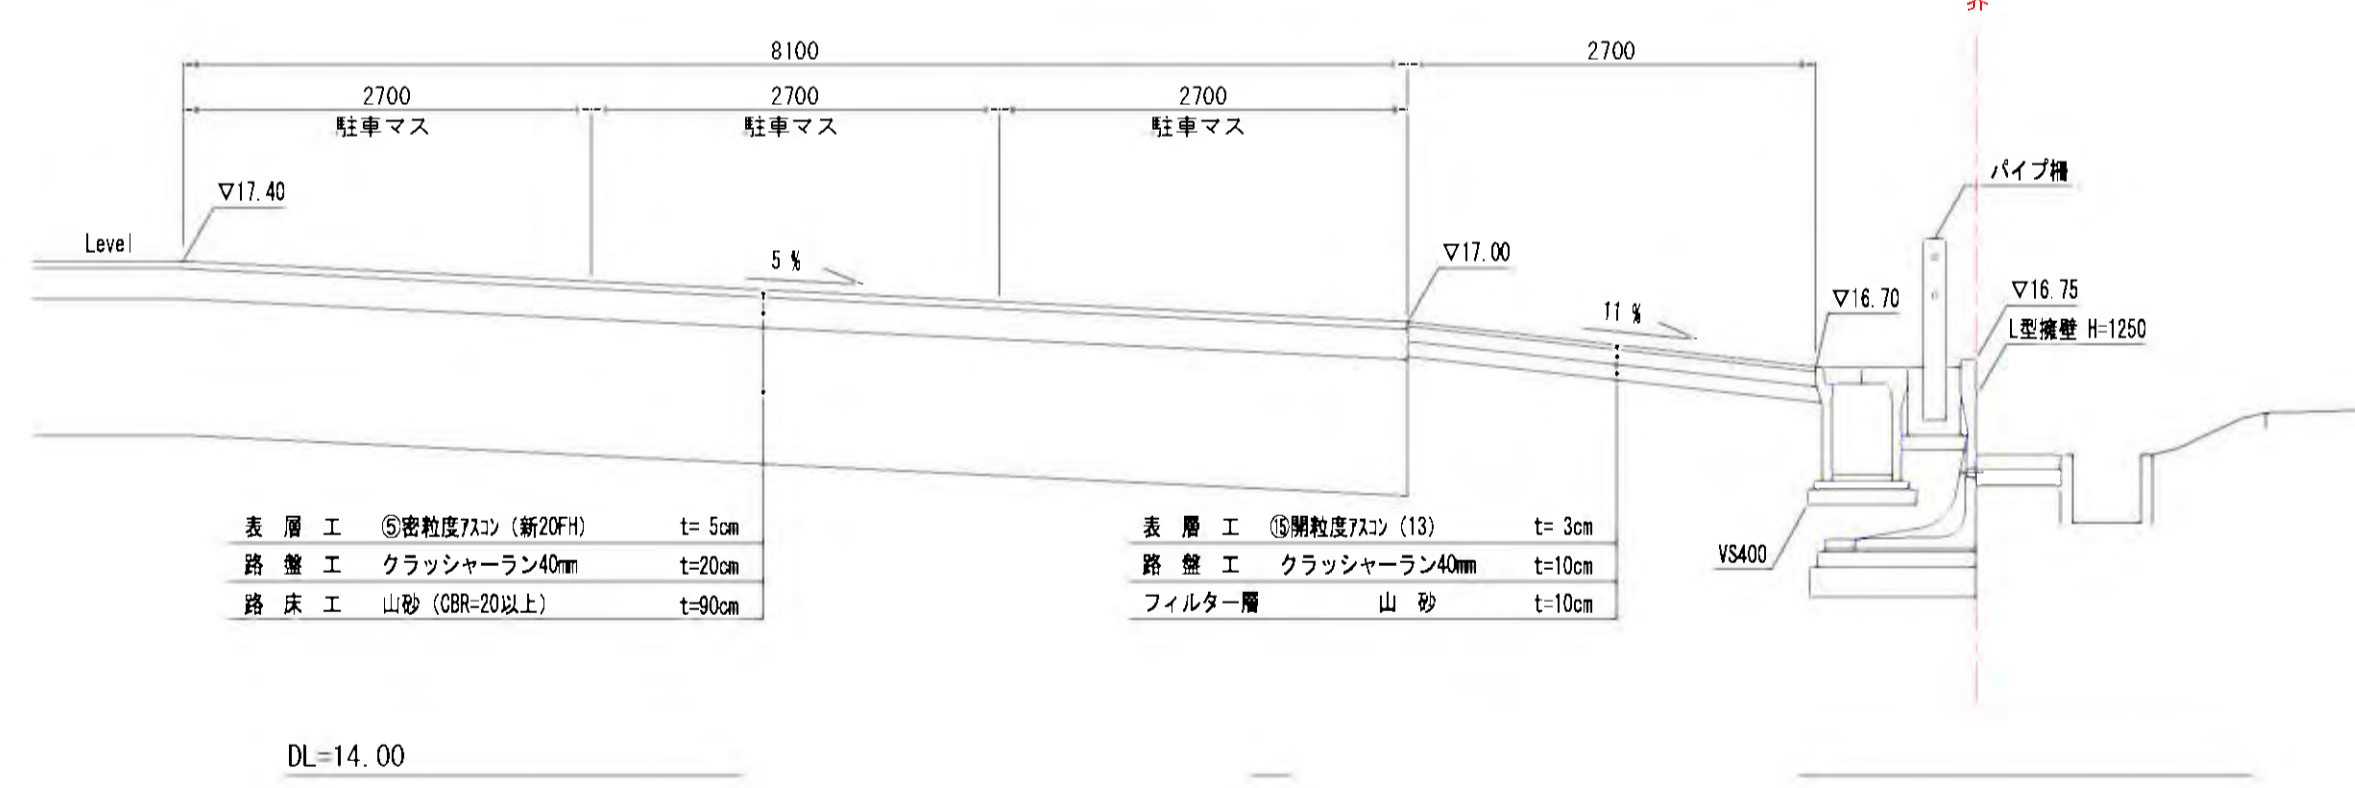 界
8100 2700
2700 2700 2700
駐車マス 駐車マス 駐車マス
パイプ柵
▽17.40
Level
5 %
▽17.00
11 %
▽16.70
▽16.75
L型擁壁 H=1250
表 層 工 ⑤密粒度アスコン (新20FH) t= 5cm
路 盤 工 クラッシャーラン40mm t=20cm
路 床 工 山砂 (CBR=20以上) t=90cm
表 層 工 ⑮開粒度アスコン (13) t= 3cm
路 盤 工 クラッシャーラン40mm t=10cm
フィルター層 山 砂 t=10cm
VS400
DL=14.00